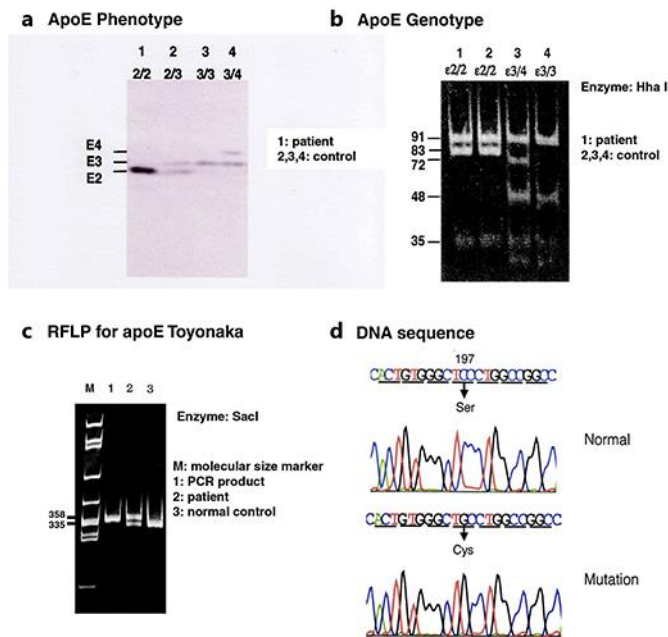 a ApoE Phenotype
1 2 3 4
2/2 2/3 3/3 3/4
E4
E3
E2
1: patient
2,3,4: control
b ApoE Genotype
1 2 3 4
ε2/2 ε2/2 ε3/4 ε3/3
Enzyme: Hha I
91
83
72
48
35
1: patient
2,3,4: control
c RFLP for apoE Toyonaka
M 1 2 3
Enzyme: SacI
M: molecular size marker
1: PCR product
2: patient
3: normal control
358
335
d DNA sequence
197
CACTGTGGGCTCCCTGGCCGGCC
Ser
Normal
CACTGTGGGCTGCCTGGCCGGCC
Cys
Mutation